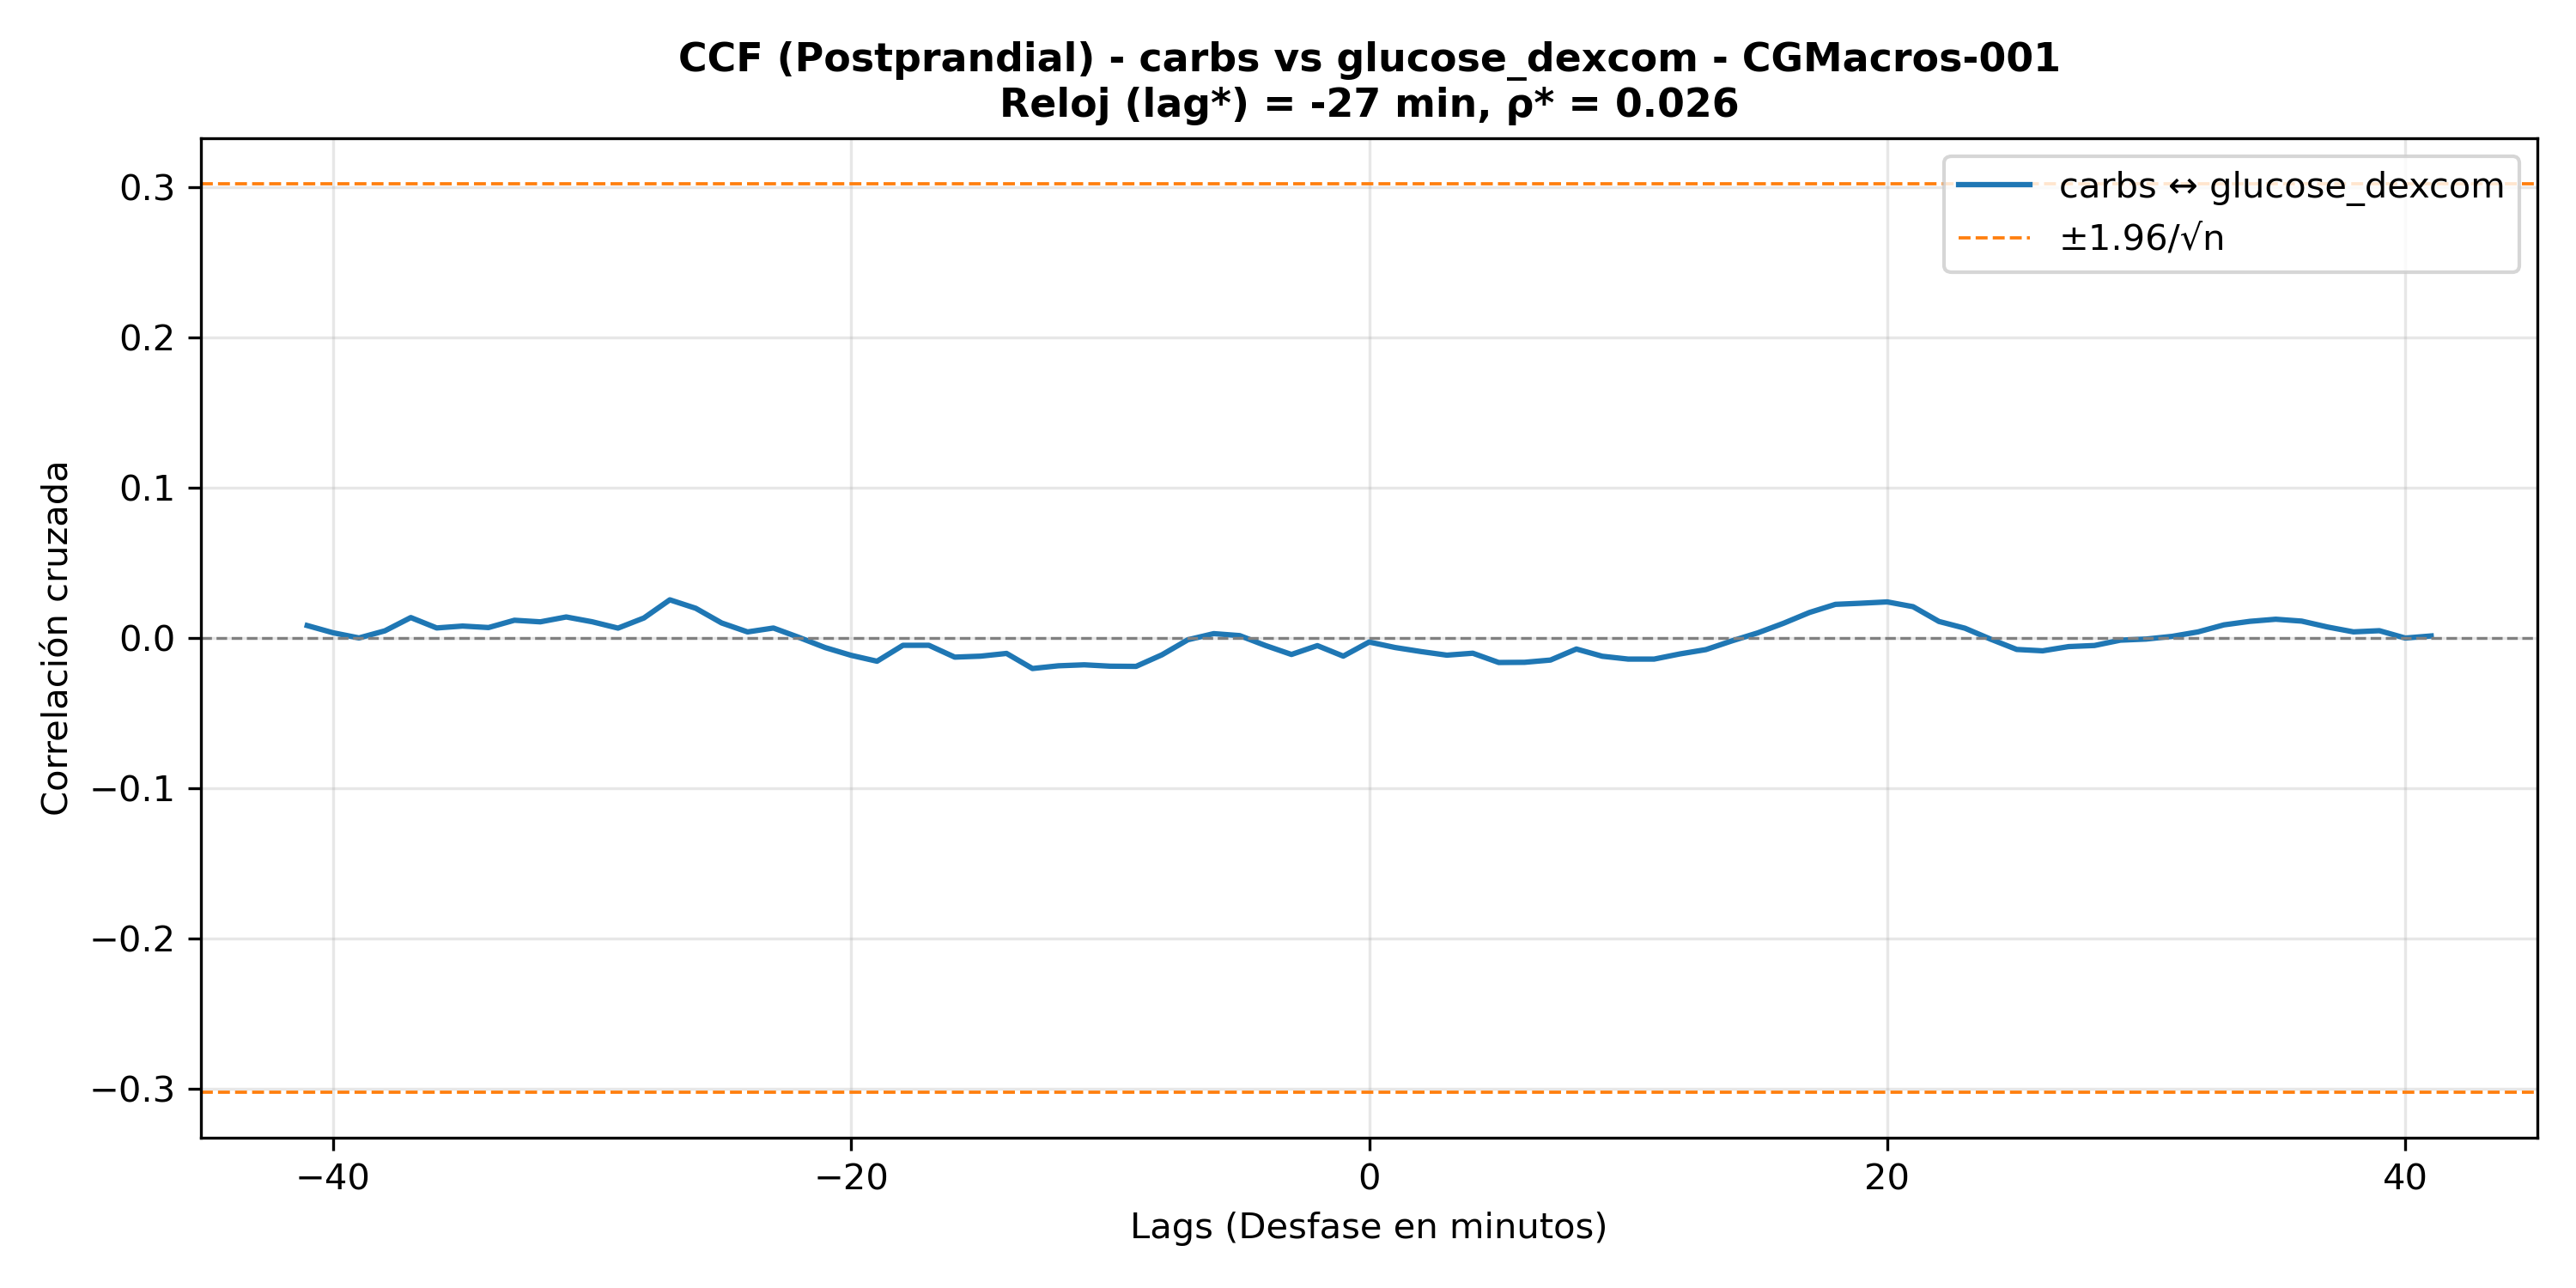 CCF (Postprandial) - carbs vs glucose_dexcom - CGMacros-001
Reloj (lag*) = -27 min, ρ* = 0.026
carbs ↔ glucose_dexcom
±1.96/√n
Correlación cruzada
0.3
0.2
0.1
0.0
−0.1
−0.2
−0.3
−40
−20
0
20
40
Lags (Desfase en minutos)